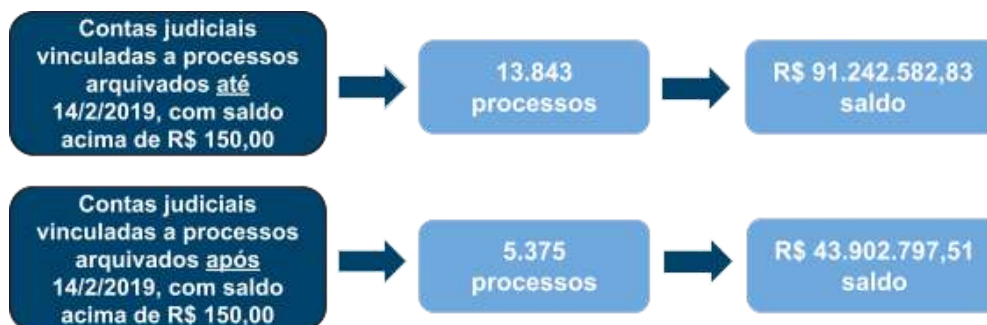 Contas judiciais
vinculadas a processos
arquivados até
14/2/2019, com saldo
acima de R$ 150,00
13.843
processos
R$ 91.242.582,83
saldo
Contas judiciais
vinculadas a processos
arquivados após
14/2/2019, com saldo
acima de R$ 150,00
5.375
processos
R$ 43.902.797,51
saldo